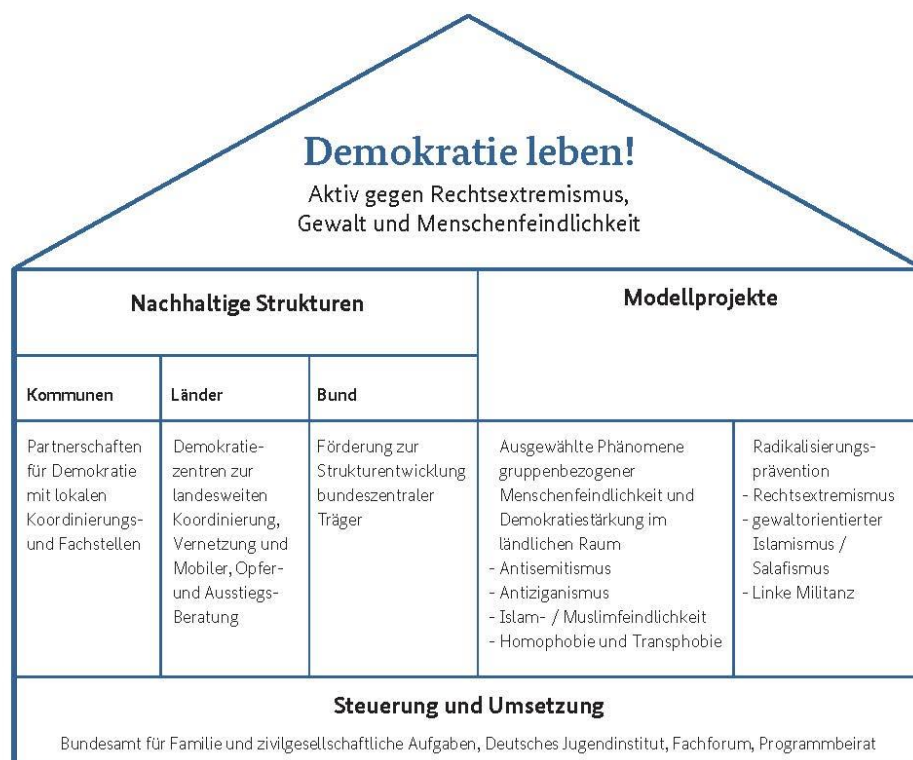 Demokratie leben!
Aktiv gegen Rechtsextremismus,
Gewalt und Menschenfeindlichkeit
Nachhaltige Strukturen
Modellprojekte
Kommunen
Länder
Bund
Partnerschaften
für Demokratie
mit lokalen
Koordinierungs-
und Fachstellen
Demokratie-
zentren zur
landesweiten
Koordinierung,
Vernetzung und
Mobiler, Opfer-
und Ausstiegs-
Beratung
Förderung zur
Strukturentwicklung
bundeszentraler
Träger
Ausgewählte Phänomene
gruppenbezogener
Menschenfeindlichkeit und
Demokratiestärkung im
ländlichen Raum
- Antisemitismus
- Antiziganismus
- Islam- / Muslimfeindlichkeit
- Homophobie und Transphobie
Radikalisierungs-
prävention
- Rechtsextremismus
- gewaltorientierter
Islamismus /
Salafismus
- Linke Militanz
Steuerung und Umsetzung
Bundesamt für Familie und zivilgesellschaftliche Aufgaben, Deutsches Jugendinstitut, Fachforum, Programmbeirat